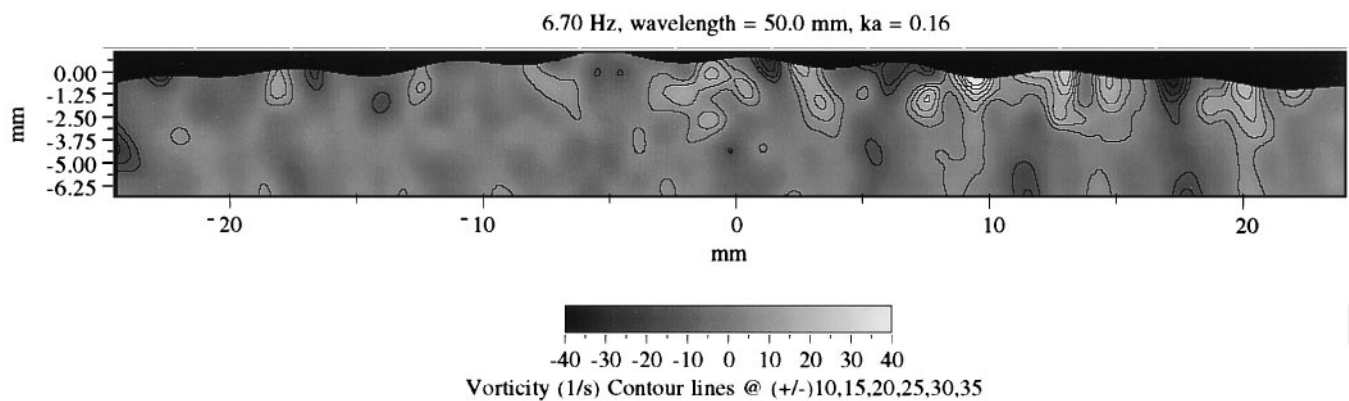 6.70 Hz, wavelength = 50.0 mm, ka = 0.16
0.00
-1.25
-2.50
-3.75
-5.00
-6.25
mm
-20 -10 0 10 20
mm
-40 -30 -20 -10 0 10 20 30 40
Vorticity (1/s) Contour lines @ (+/-)10,15,20,25,30,35